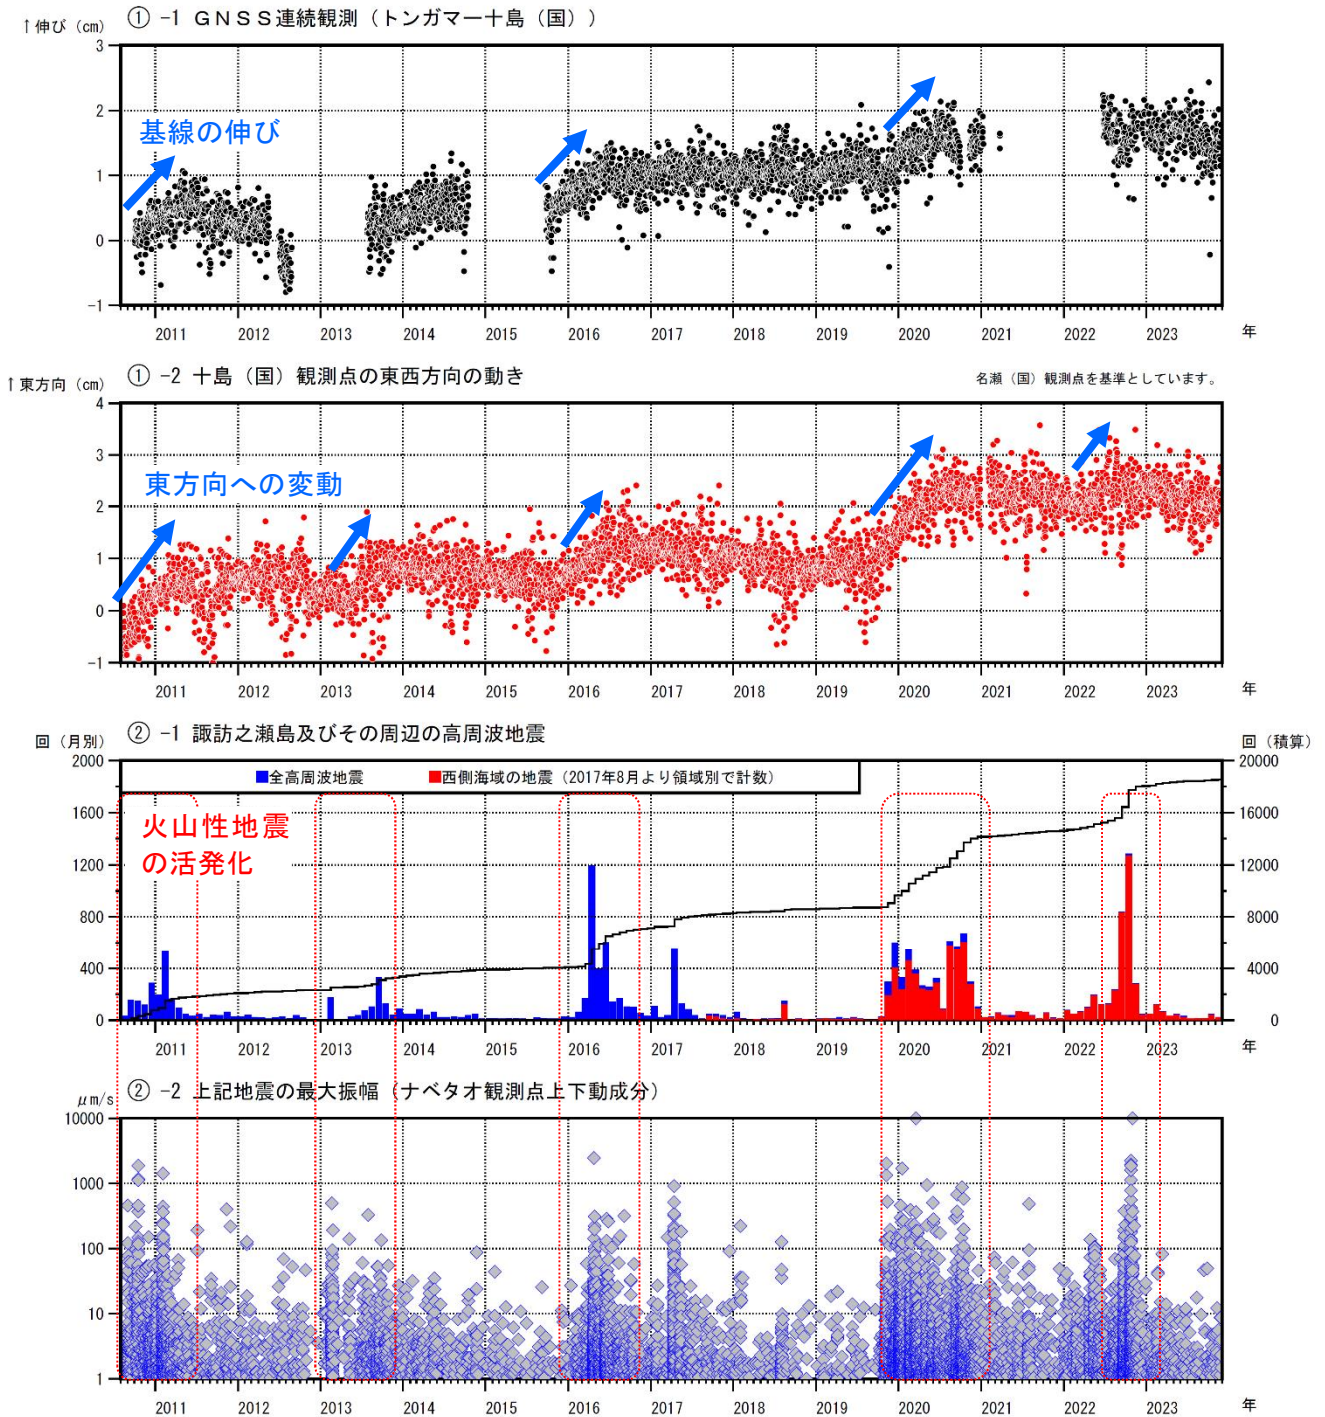 ① -1 GNSS連続観測（トンガマー十島（国））
↑伸び（cm）
3
2
1
0
-1
基線の伸び
2011 2012 2013 2014 2015 2016 2017 2018 2019 2020 2021 2022 2023 年
① -2 十島（国）観測点の東西方向の動き
↑東方向（cm）
名瀬（国）観測点を基準としています。
4
3
2
1
0
-1
東方向への変動
2011 2012 2013 2014 2015 2016 2017 2018 2019 2020 2021 2022 2023 年
② -1 諏訪之瀬島及びその周辺の高周波地震
回（月別） 回（積算）
2000 20000
■全高周波地震 ■西側海域の地震（2017年8月より領域別で計数）
1600 16000
火山性地震
の活発化
1200 12000
800 8000
400 4000
0 0
2011 2012 2013 2014 2015 2016 2017 2018 2019 2020 2021 2022 2023 年
② -2 上記地震の最大振幅（ナベタオ観測点上下動成分）
μm/s
10000
1000
100
10
1
2011 2012 2013 2014 2015 2016 2017 2018 2019 2020 2021 2022 2023 年